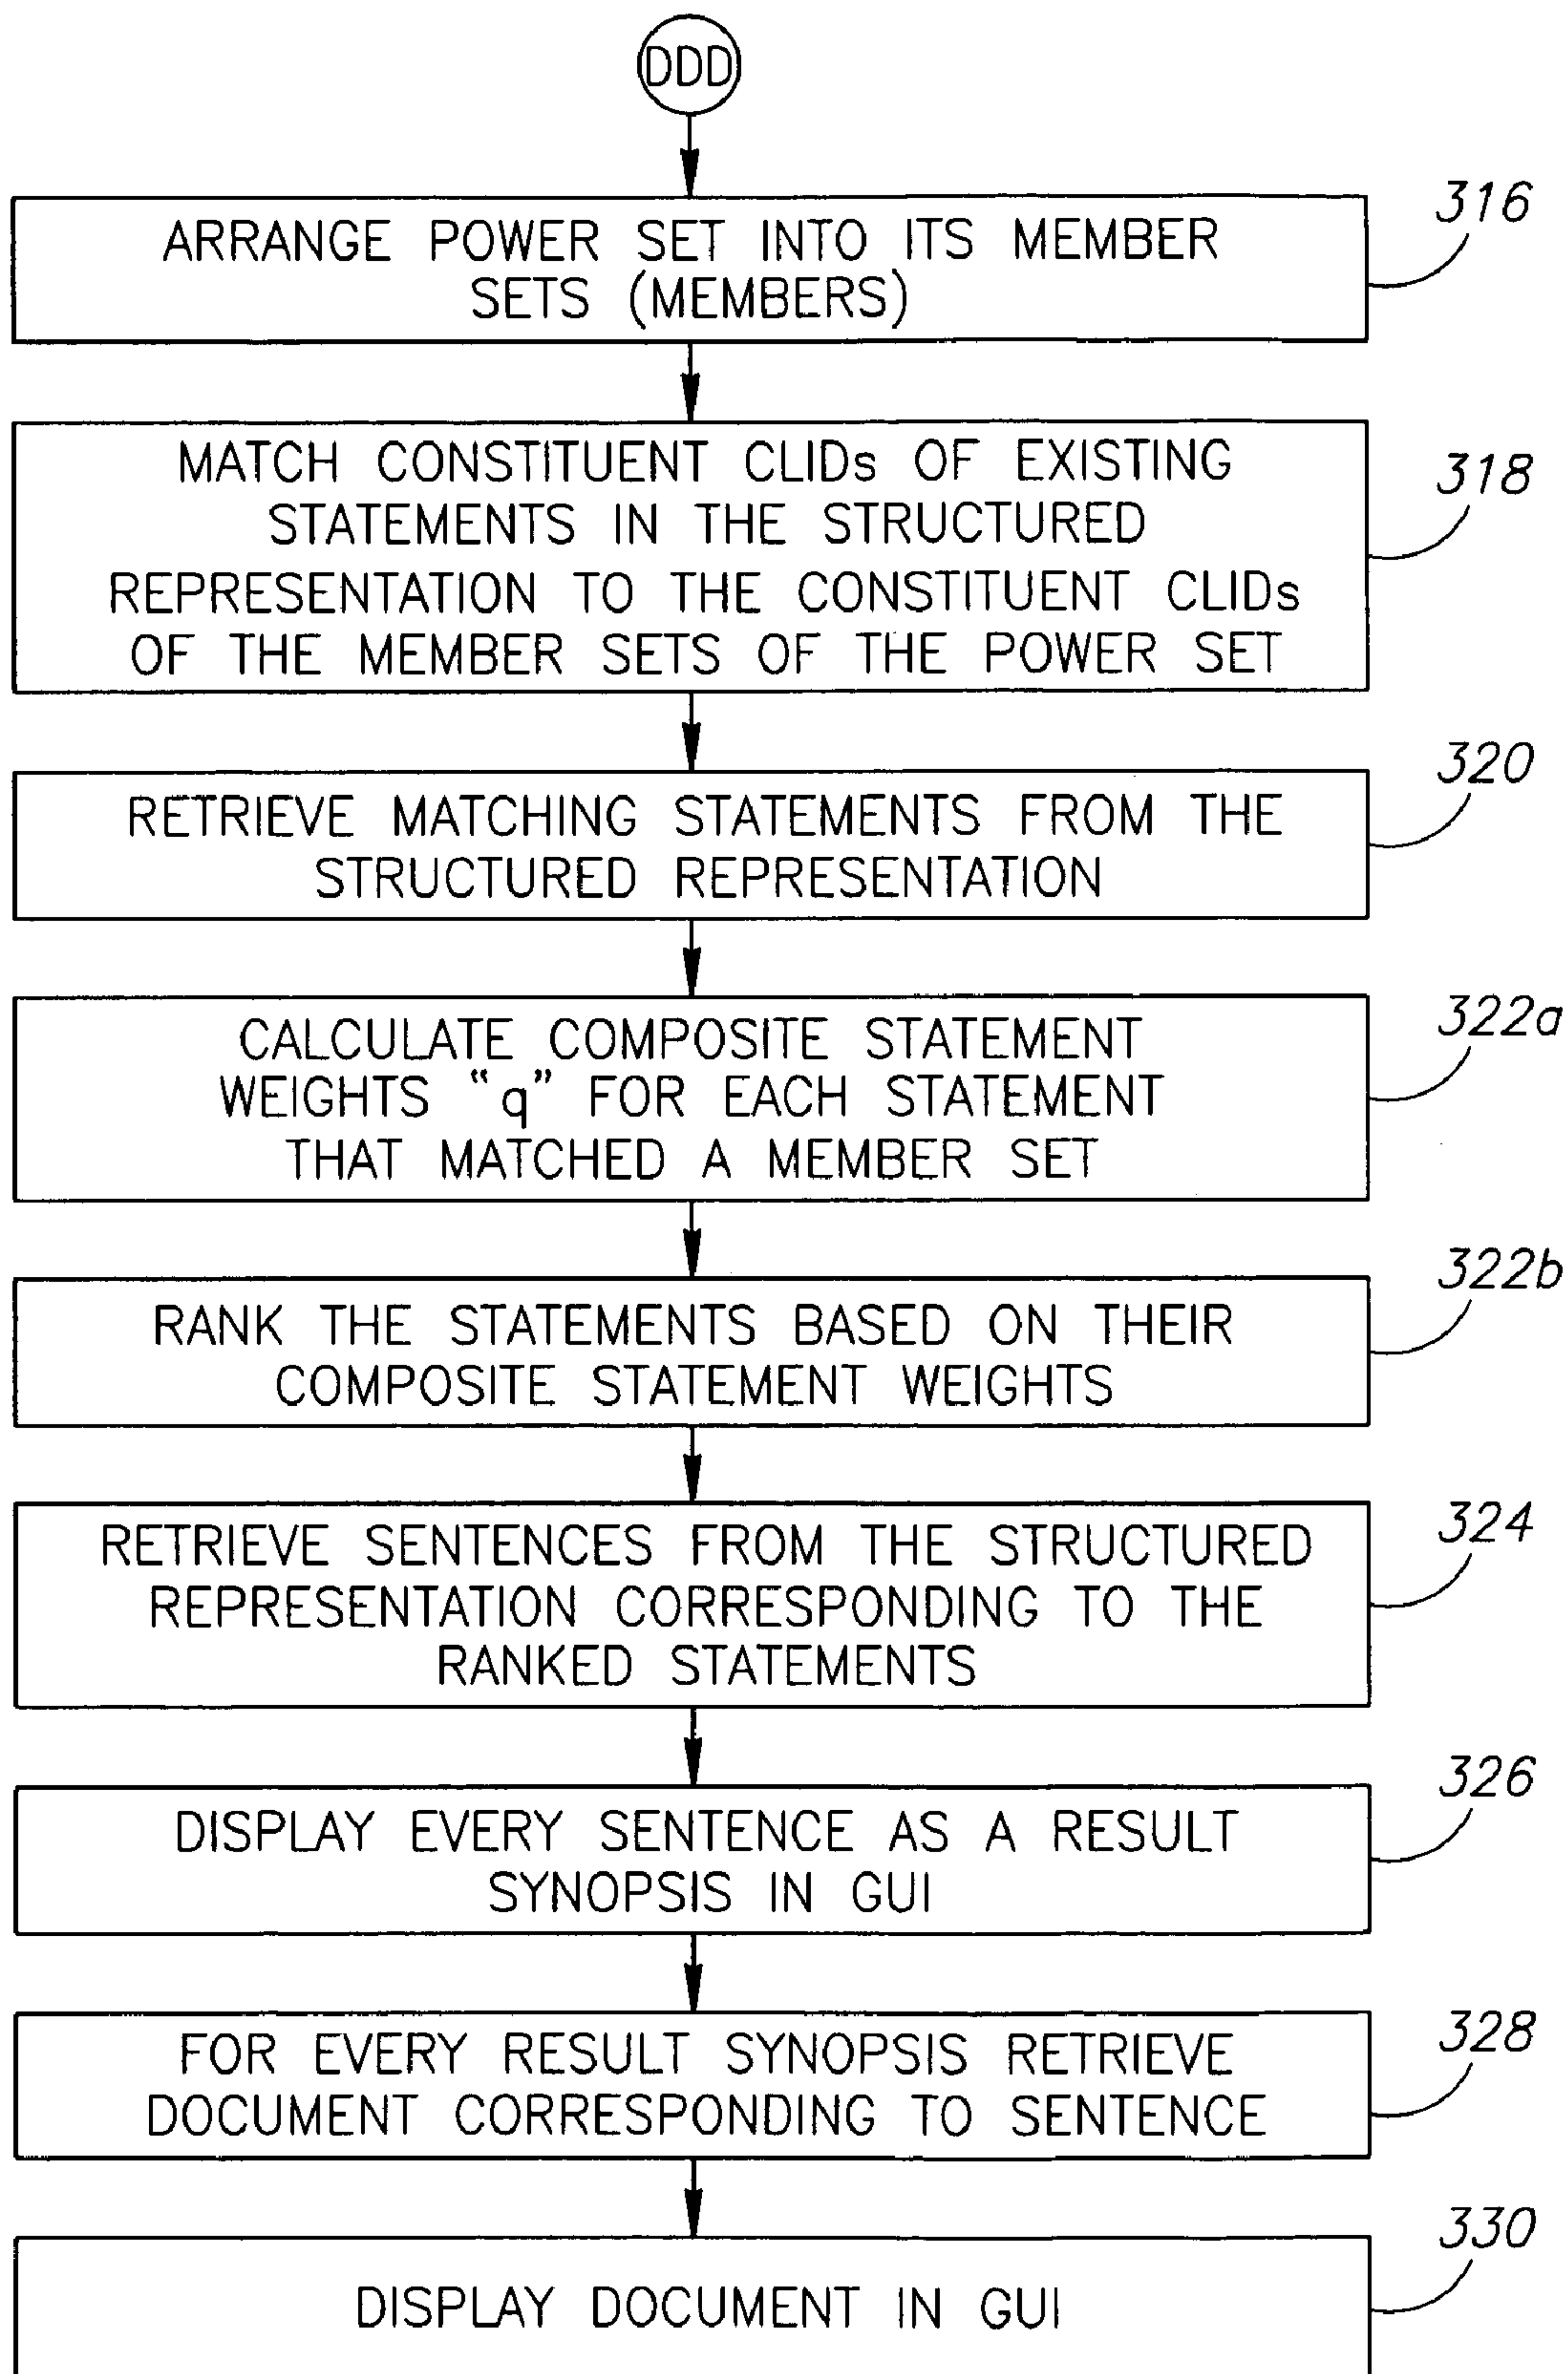 DDD
316
ARRANGE POWER SET INTO ITS MEMBER
SETS (MEMBERS)
318
MATCH CONSTITUENT CLIDs OF EXISTING
STATEMENTS IN THE STRUCTURED
REPRESENTATION TO THE CONSTITUENT CLIDs
OF THE MEMBER SETS OF THE POWER SET
320
RETRIEVE MATCHING STATEMENTS FROM THE
STRUCTURED REPRESENTATION
322a
CALCULATE COMPOSITE STATEMENT
WEIGHTS “q” FOR EACH STATEMENT
THAT MATCHED A MEMBER SET
322b
RANK THE STATEMENTS BASED ON THEIR
COMPOSITE STATEMENT WEIGHTS
324
RETRIEVE SENTENCES FROM THE STRUCTURED
REPRESENTATION CORRESPONDING TO THE
RANKED STATEMENTS
326
DISPLAY EVERY SENTENCE AS A RESULT
SYNOPSIS IN GUI
328
FOR EVERY RESULT SYNOPSIS RETRIEVE
DOCUMENT CORRESPONDING TO SENTENCE
330
DISPLAY DOCUMENT IN GUI